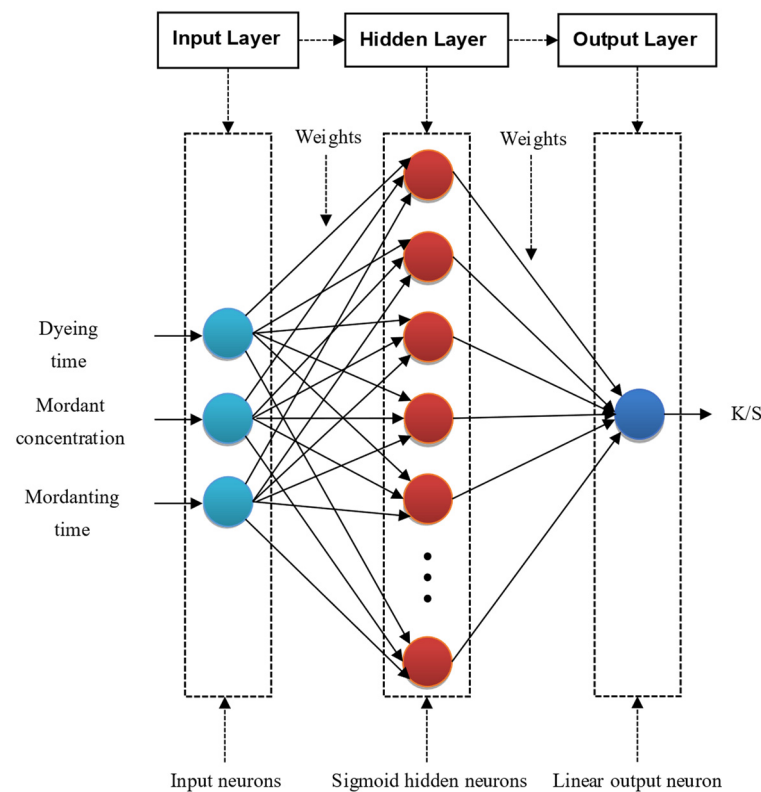 Input Layer
Hidden Layer
Output Layer
Weights
Weights
Dyeing
time
Mordant
concentration
Mordanting
time
K/S
Input neurons
Sigmoid hidden neurons
Linear output neuron